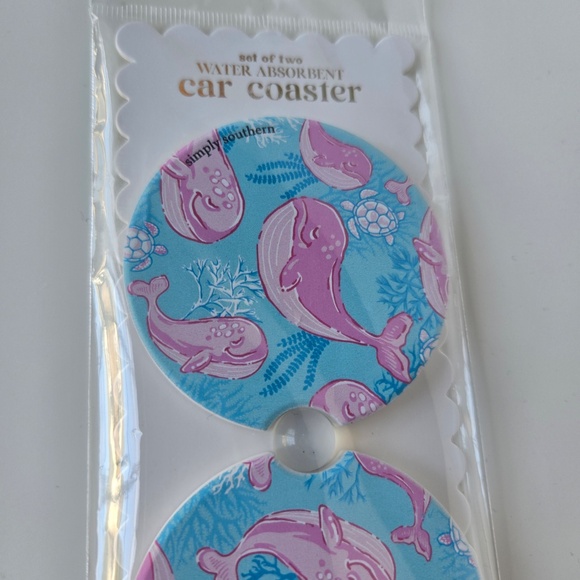 set of two
WATER ABSORBENT
car coaster
simply southern